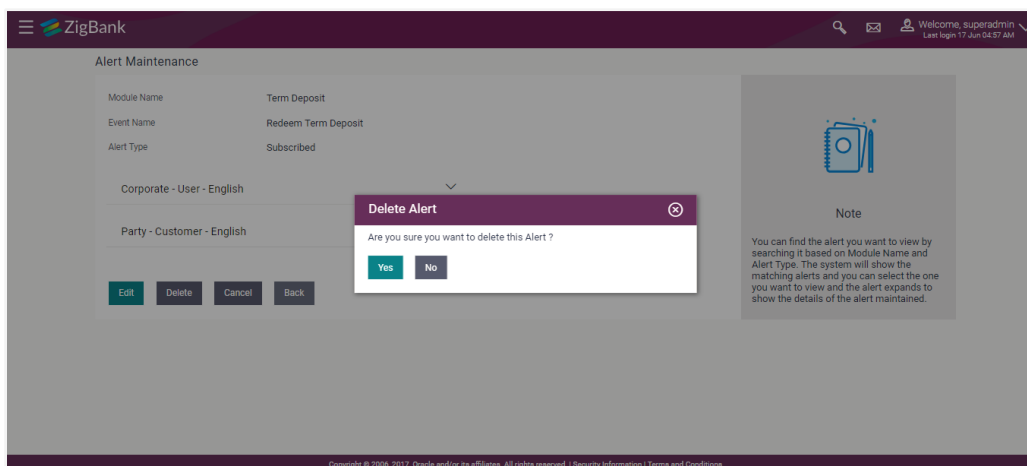 ZigBank
Welcome, superadmin
Last login 17 Jun 04:57 AM
Alert Maintenance
Module Name Term Deposit
Event Name Redeem Term Deposit
Alert Type Subscribed
Corporate - User - English
Party - Customer - English
Edit Delete Cancel Back
Delete Alert
Are you sure you want to delete this Alert ?
Yes No
Note
You can find the alert you want to view by
searching it based on Module Name and
Alert Type. The system will show the
matching alerts and you can select the one
you want to view and the alert expands to
show the details of the alert maintained.
Copyright © 2006, 2017, Oracle and/or its affiliates. All rights reserved. | Security Information | Terms and Conditions